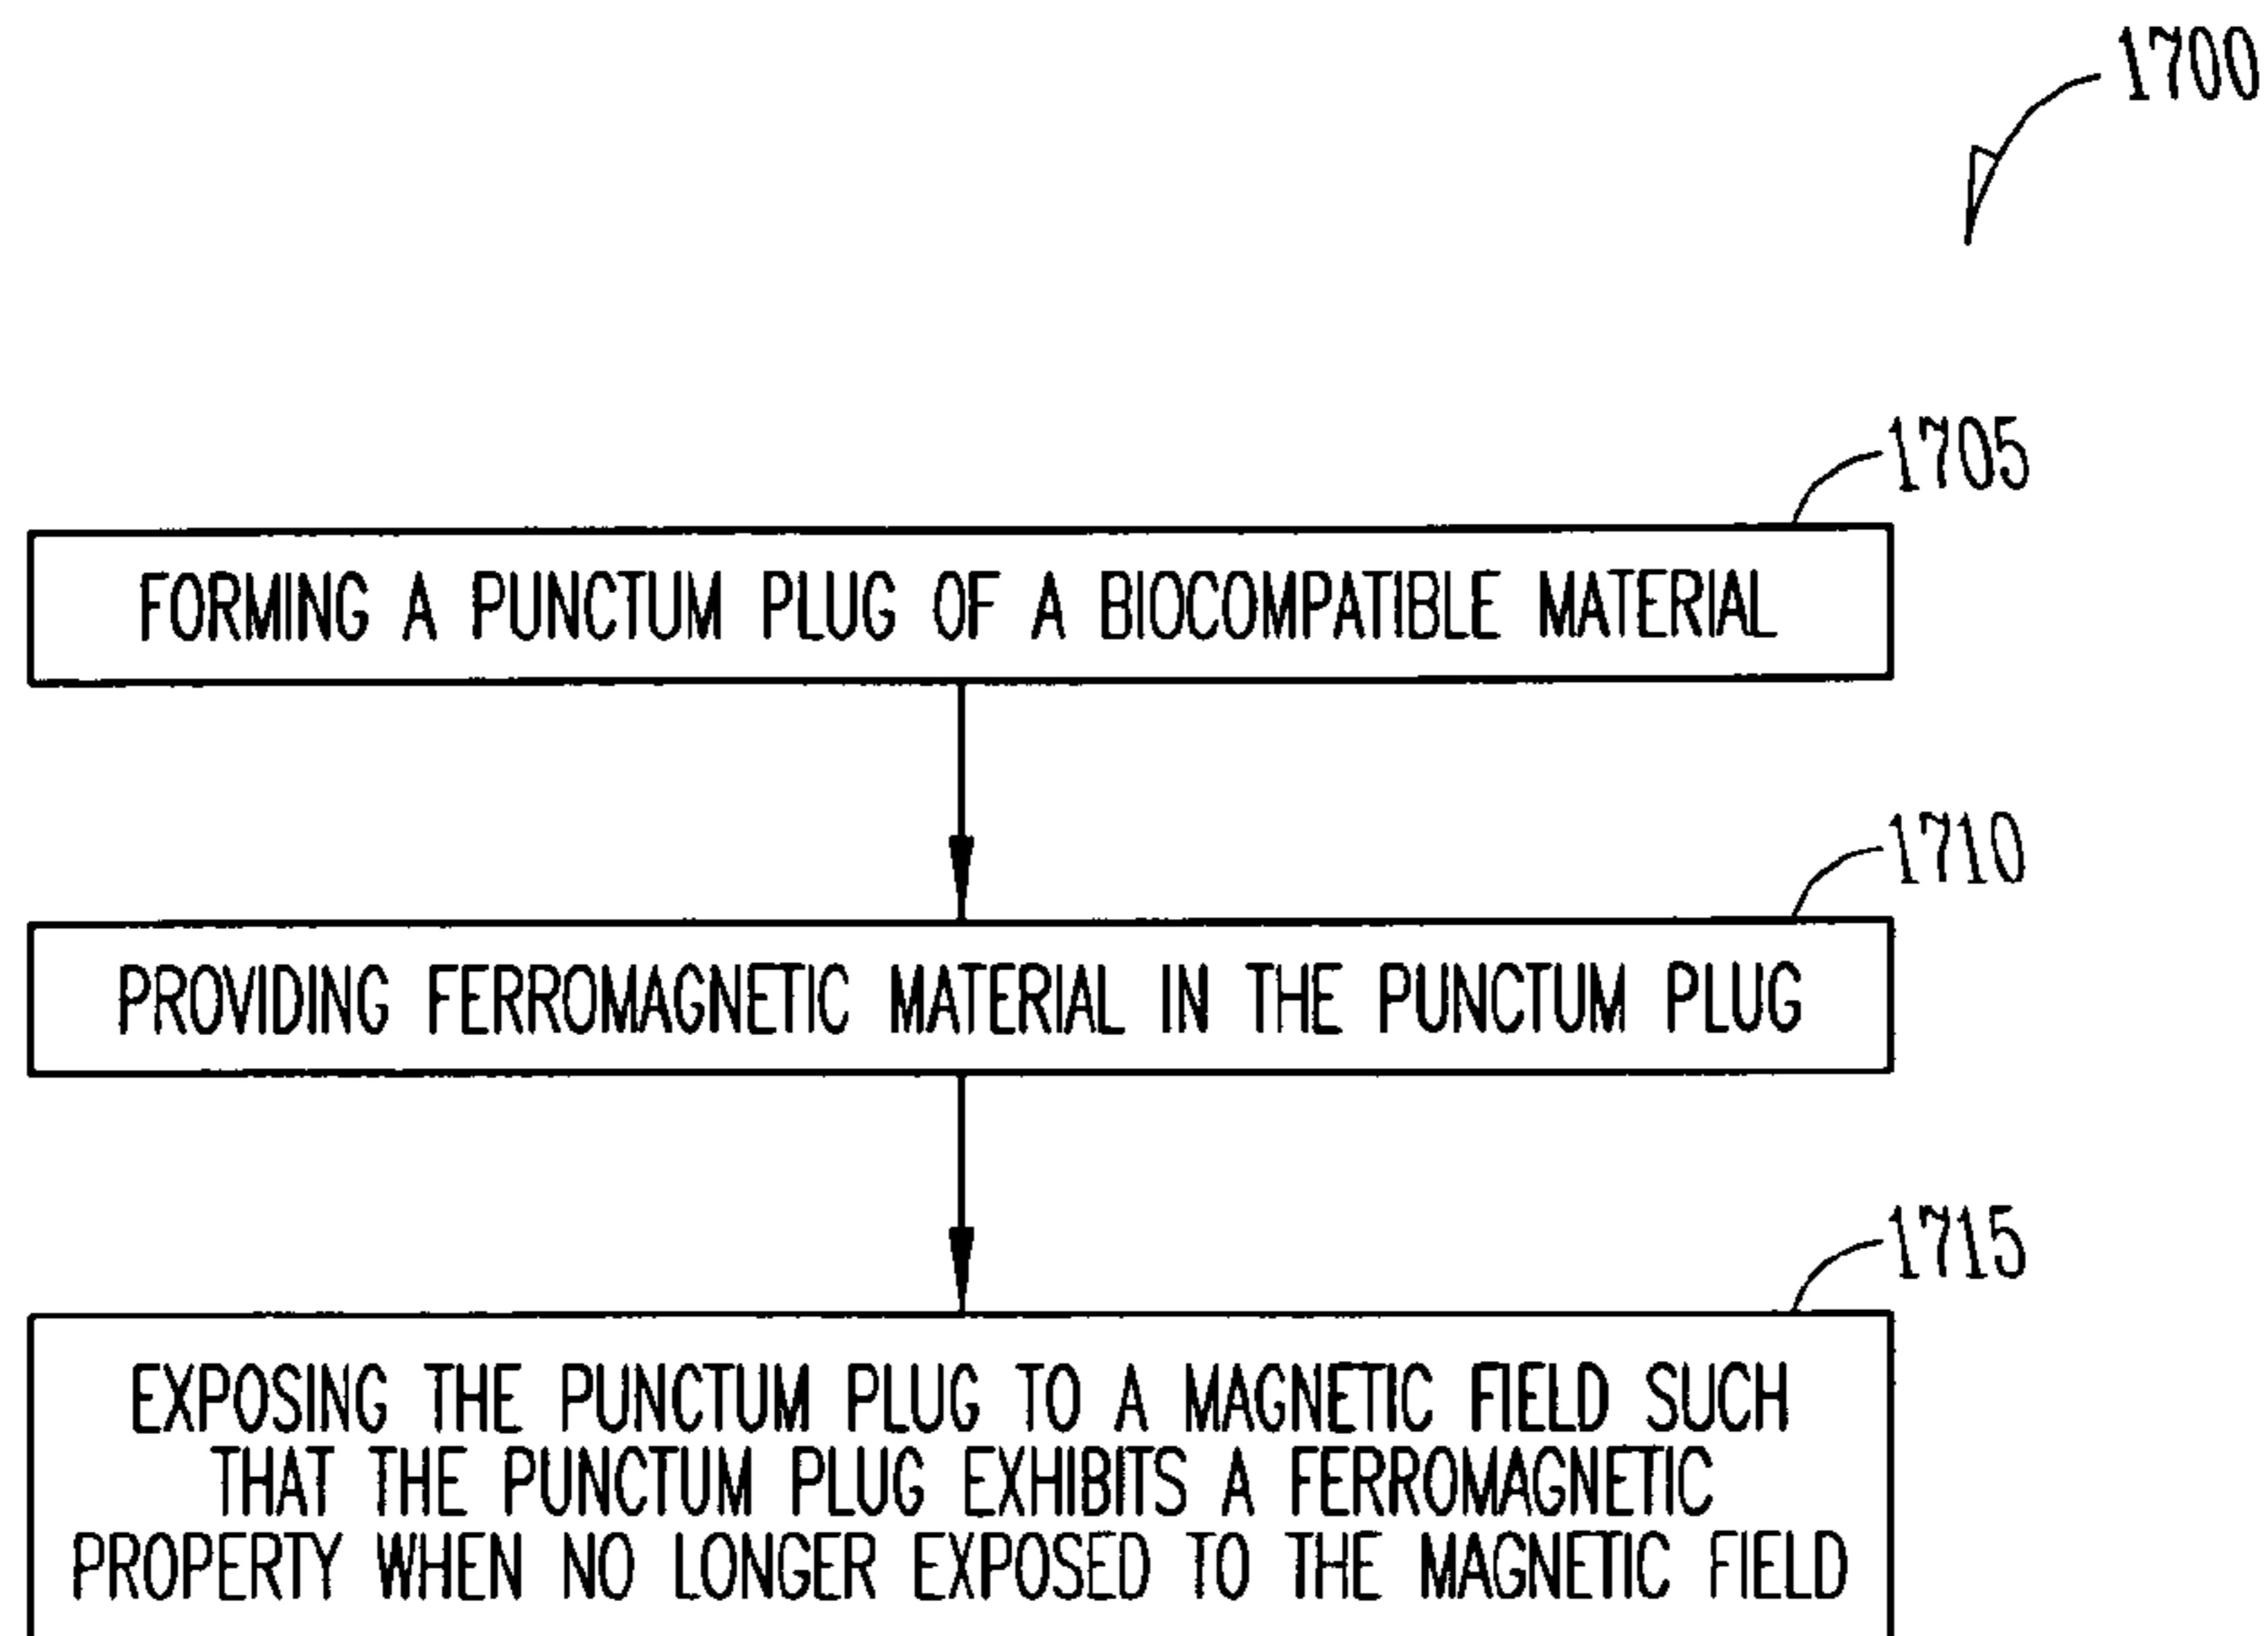 1700
1705
FORMING A PUNCTUM PLUG OF A BIOCOMPATIBLE MATERIAL
1710
PROVIDING FERROMAGNETIC MATERIAL IN THE PUNCTUM PLUG
1715
EXPOSING THE PUNCTUM PLUG TO A MAGNETIC FIELD SUCH
THAT THE PUNCTUM PLUG EXHIBITS A FERROMAGNETIC
PROPERTY WHEN NO LONGER EXPOSED TO THE MAGNETIC FIELD